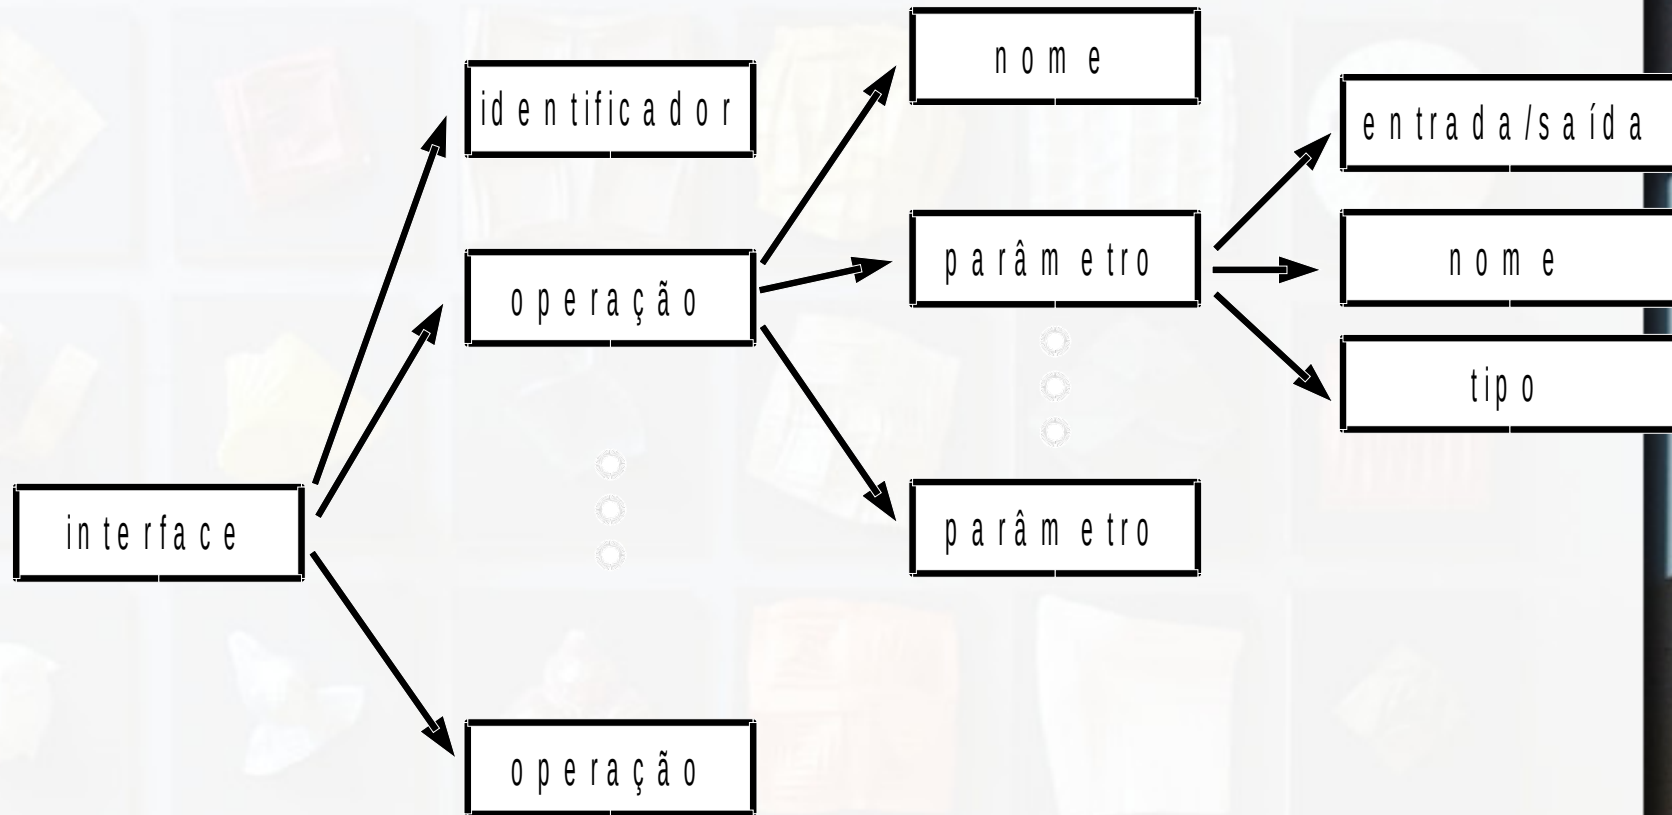 nome
identificador
entrada/saída
parâmetro
nome
operação
tipo
interface
parâmetro
operação